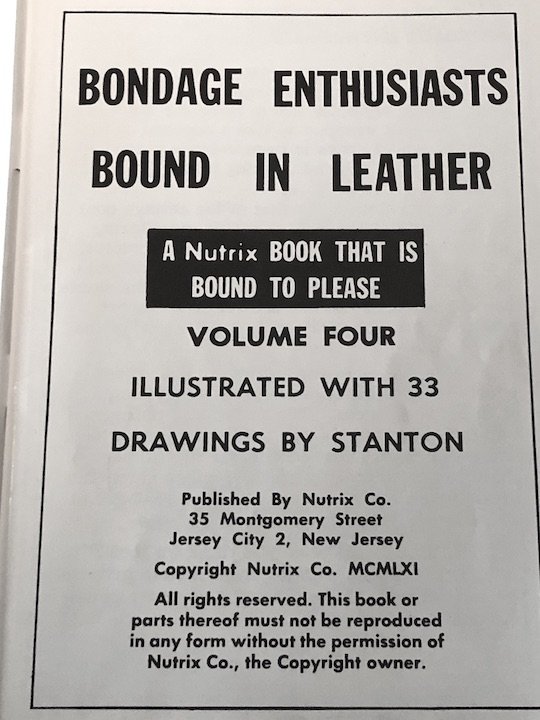 BONDAGE ENTHUSIASTS
BOUND IN LEATHER
A Nutrix BOOK THAT IS
BOUND TO PLEASE
VOLUME FOUR
ILLUSTRATED WITH 33
DRAWINGS BY STANTON
Published By Nutrix Co.
35 Montgomery Street
Jersey City 2, New Jersey
Copyright Nutrix Co. MCMLXI
All rights reserved. This book or
parts thereof must not be reproduced
in any form without the permission of
Nutrix Co., the Copyright owner.